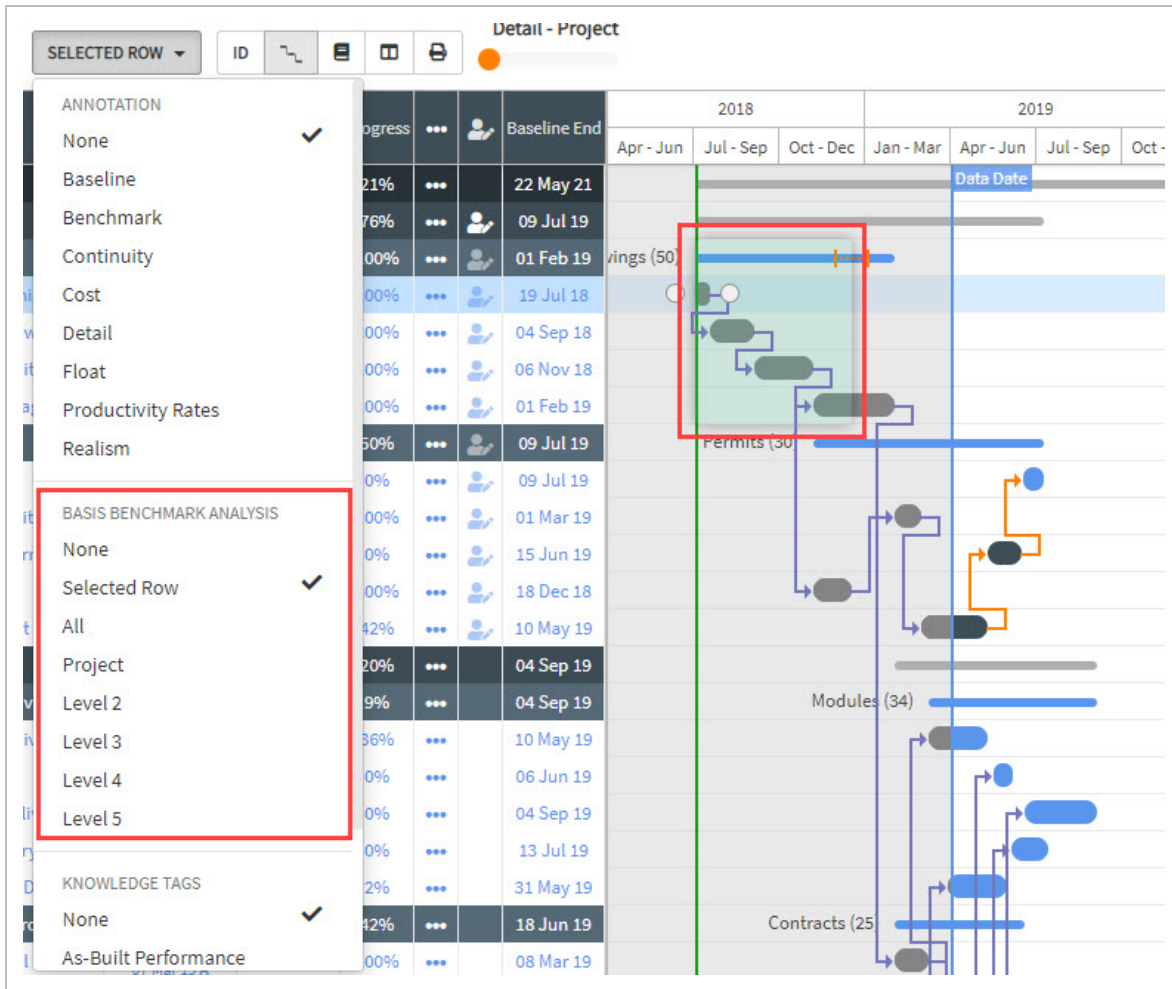 Detail - Project
SELECTED ROW
ID
ANNOTATION
None
Baseline
Benchmark
Continuity
Cost
Detail
Float
Productivity Rates
Realism
BASIS BENCHMARK ANALYSIS
None
Selected Row
All
Project
Level 2
Level 3
Level 4
Level 5
KNOWLEDGE TAGS
None
As-Built Performance
ogress ••• Baseline End
21% ••• 22 May 21
76% ••• 09 Jul 19
00% ••• 01 Feb 19
00% ••• 19 Jul 18
00% ••• 04 Sep 18
00% ••• 06 Nov 18
00% ••• 01 Feb 19
50% ••• 09 Jul 19
0% ••• 09 Jul 19
00% ••• 01 Mar 19
0% ••• 15 Jun 19
00% ••• 18 Dec 18
42% ••• 10 May 19
20% ••• 04 Sep 19
9% ••• 04 Sep 19
36% ••• 10 May 19
0% ••• 06 Jun 19
0% ••• 04 Sep 19
0% ••• 13 Jul 19
2% ••• 31 May 19
42% ••• 18 Jun 19
00% ••• 08 Mar 19
2018 2019
Apr - Jun Jul - Sep Oct - Dec Jan - Mar Apr - Jun Jul - Sep Oct -
Data Date
vings (50)
Permits (30)
Modules (34)
Contracts (25)